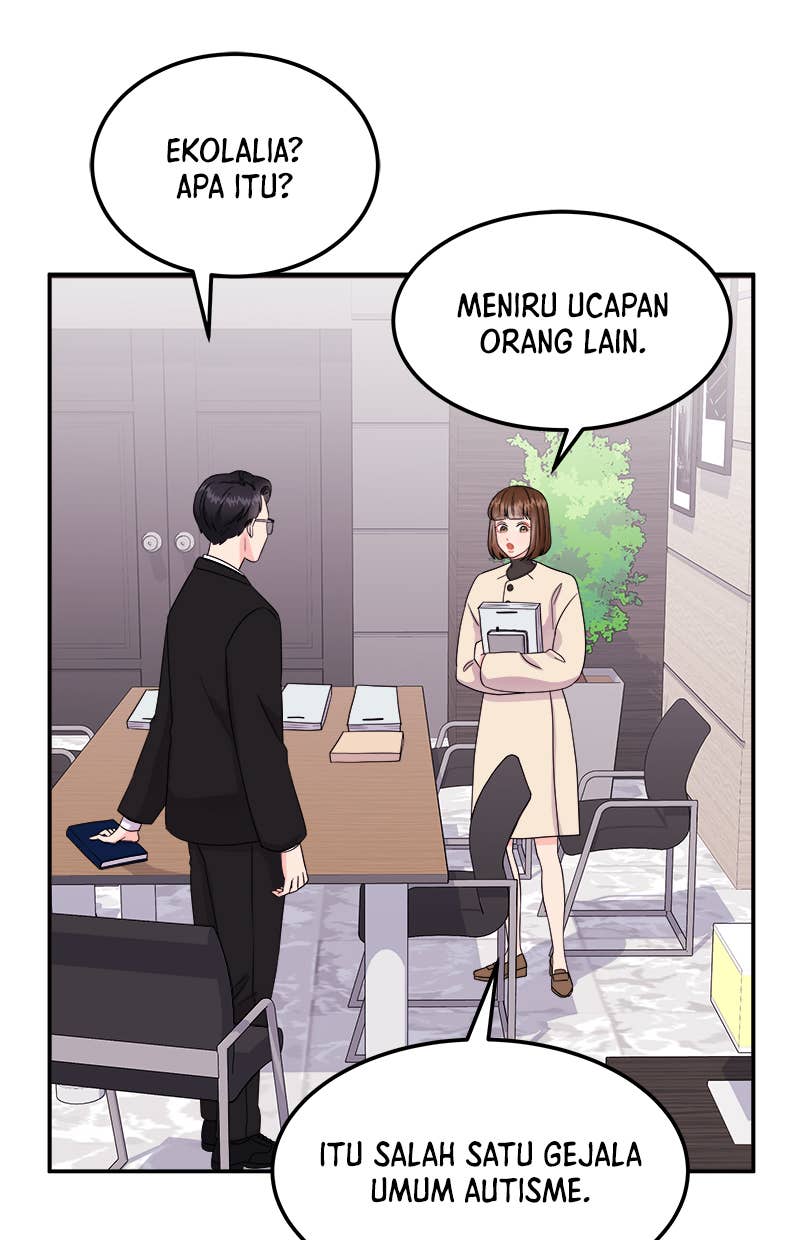 EKOLALIA?
APA ITU?
MENIRU UCAPAN
ORANG LAIN.
ITU SALAH SATU GEJALA
UMUM AUTISME.